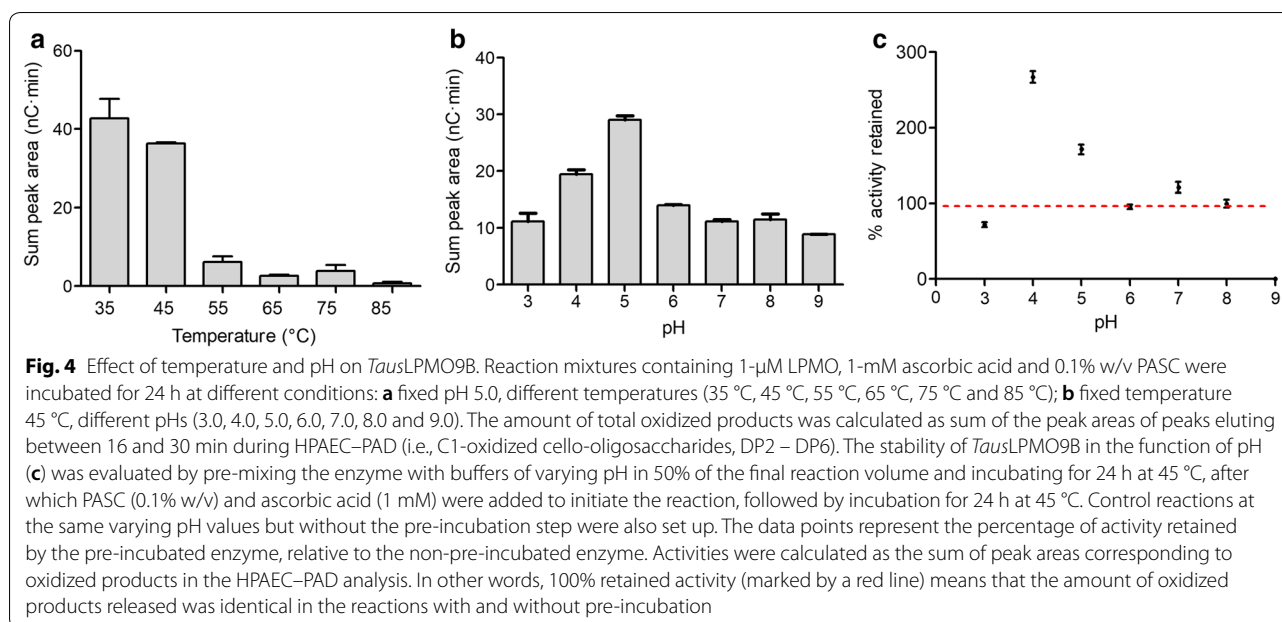 a
60
40
20
0
Sum peak area (nC·min)
35 45 55 65 75 85
Temperature (°C)
b
40
30
20
10
0
Sum peak area (nC·min)
3 4 5 6 7 8 9
pH
c
300
200
100
0
% activity retained
0 3 4 5 6 7 8 9
pH
Fig. 4 Effect of temperature and pH on TausLPMO9B. Reaction mixtures containing 1-µM LPMO, 1-mM ascorbic acid and 0.1% w/v PASC were
incubated for 24 h at different conditions: a fixed pH 5.0, different temperatures (35 °C, 45 °C, 55 °C, 65 °C, 75 °C and 85 °C); b fixed temperature
45 °C, different pHs (3.0, 4.0, 5.0, 6.0, 7.0, 8.0 and 9.0). The amount of total oxidized products was calculated as sum of the peak areas of peaks eluting
between 16 and 30 min during HPAEC–PAD (i.e., C1-oxidized cello-oligosaccharides, DP2 – DP6). The stability of TausLPMO9B in the function of pH
(c) was evaluated by pre-mixing the enzyme with buffers of varying pH in 50% of the final reaction volume and incubating for 24 h at 45 °C, after
which PASC (0.1% w/v) and ascorbic acid (1 mM) were added to initiate the reaction, followed by incubation for 24 h at 45 °C. Control reactions at
the same varying pH values but without the pre-incubation step were also set up. The data points represent the percentage of activity retained
by the pre-incubated enzyme, relative to the non-pre-incubated enzyme. Activities were calculated as the sum of peak areas corresponding to
oxidized products in the HPAEC–PAD analysis. In other words, 100% retained activity (marked by a red line) means that the amount of oxidized
products released was identical in the reactions with and without pre-incubation